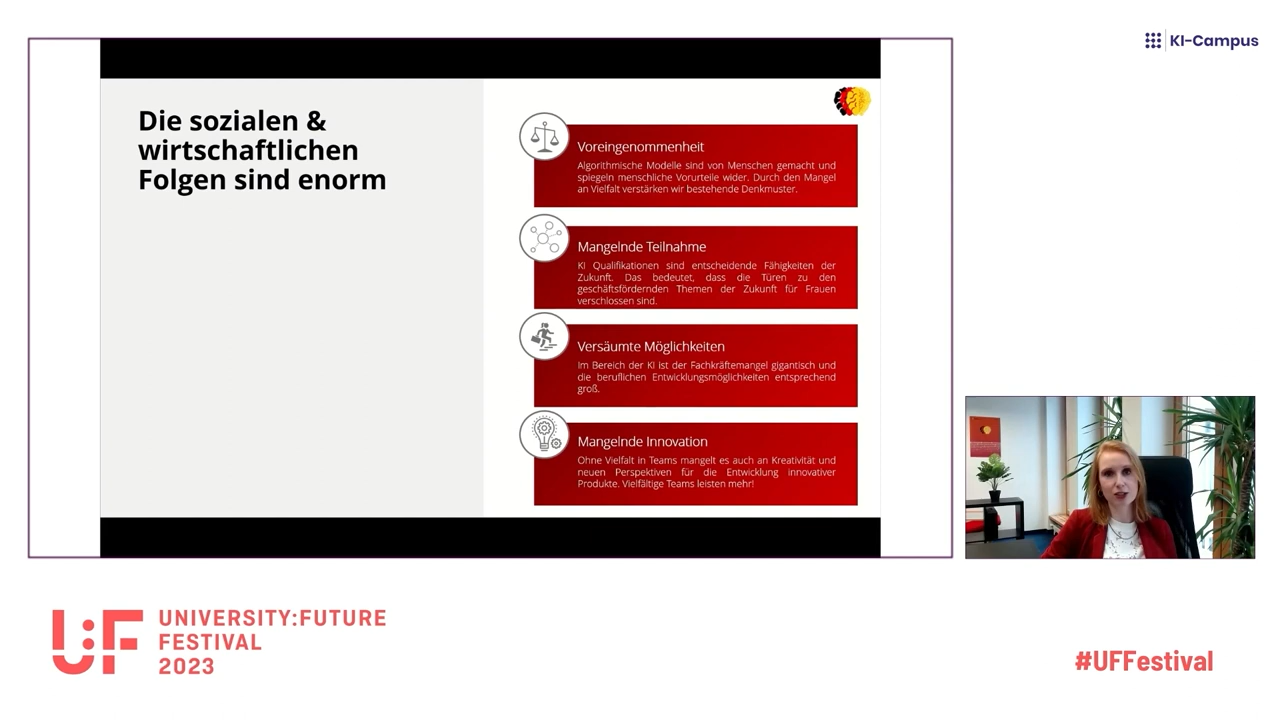 KI-Campus
Die sozialen &
wirtschaftlichen
Folgen sind enorm
Voreingenommenheit
Algorithmische Modelle sind von Menschen gemacht und
spiegeln menschliche Vorurteile wider. Durch den Mangel
an Vielfalt verstärken wir bestehende Denkmuster.
Mangelnde Teilnahme
KI Qualifikationen sind entscheidende Fähigkeiten der
Zukunft. Das bedeutet, dass die Türen zu den
geschäftsfördernden Themen der Zukunft für Frauen
verschlossen sind.
Versäumte Möglichkeiten
Im Bereich der KI ist der Fachkräftemangel gigantisch und
die beruflichen Entwicklungsmöglichkeiten entsprechend
groß.
Mangelnde Innovation
Ohne Vielfalt in Teams mangelt es auch an Kreativität und
neuen Perspektiven für die Entwicklung innovativer
Produkte. Vielfältige Teams leisten mehr!
U:F
UNIVERSITY:FUTURE
FESTIVAL
2023
#UFFestival